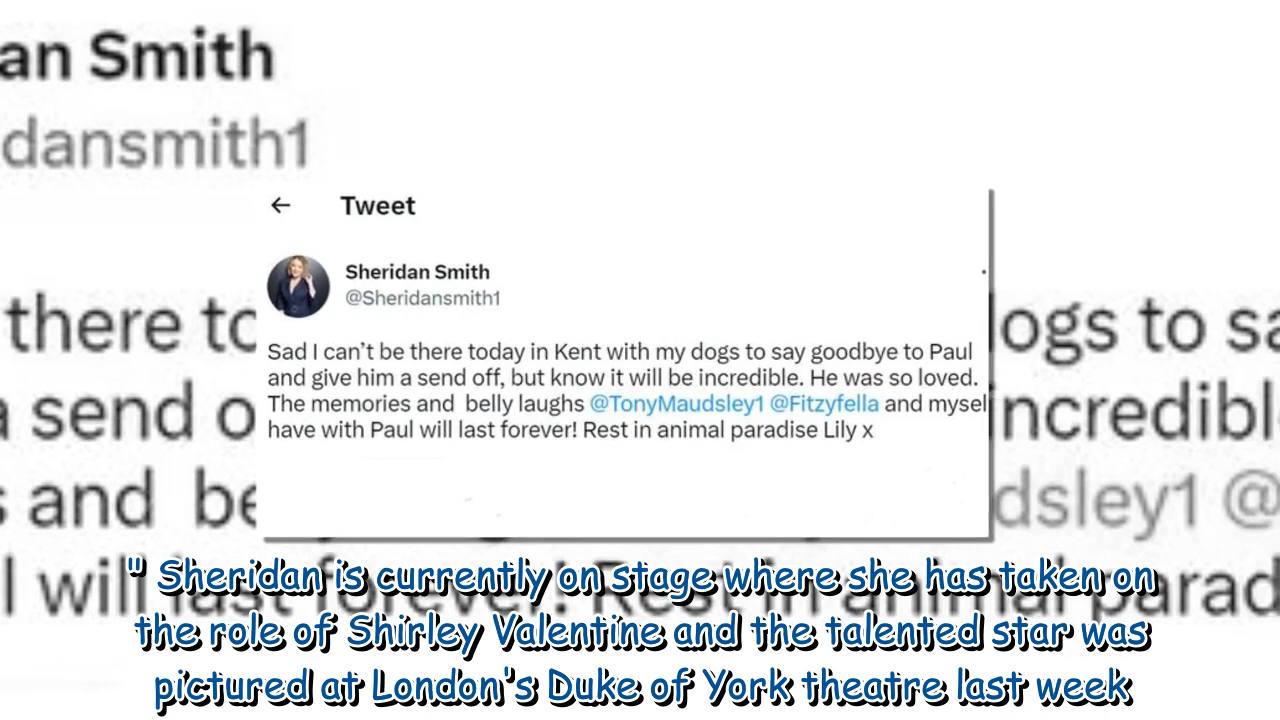 an Smith
dansmith1
← Tweet
Sheridan Smith
@Sheridansmith1
Sad I can’t be there today in Kent with my dogs to say goodbye to Paul
and give him a send off, but know it will be incredible. He was so loved.
The memories and belly laughs @TonyMaudsley1 @Fitzyfella and mysel
have with Paul will last forever! Rest in animal paradise Lily x
there to
ogs to sa
a send o
incredibl
s and be
dsley1 @
l will last forever! Rest in animal parad
" Sheridan is currently on stage where she has taken on
the role of Shirley Valentine and the talented star was
pictured at London's Duke of York theatre last week